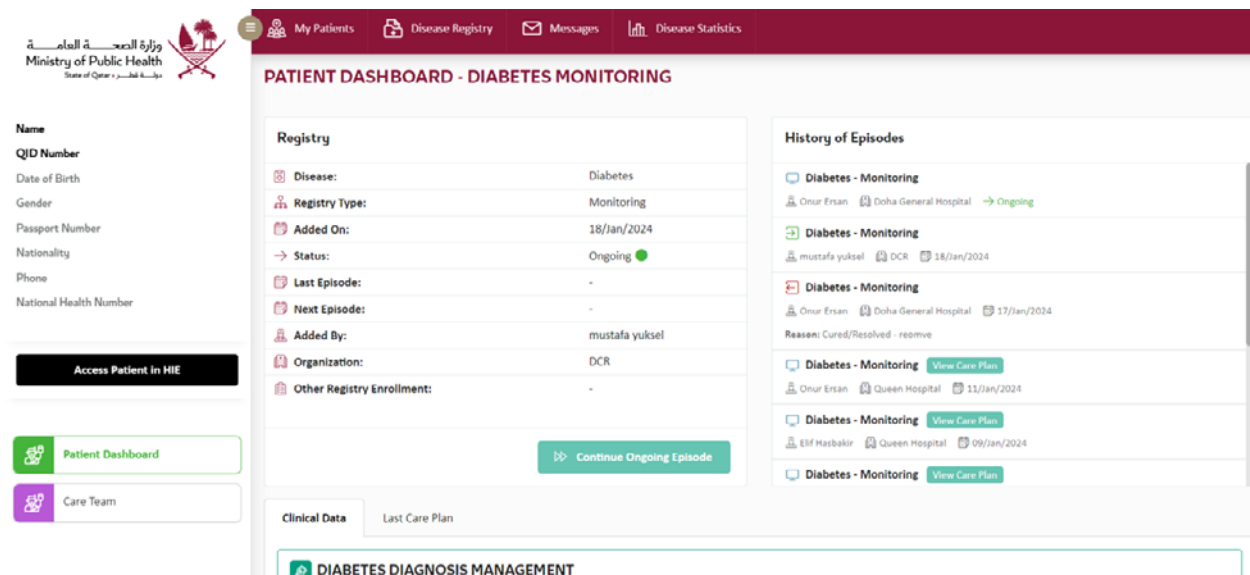 وزارة الصحة العامة
Ministry of Public Health
State of Qatar • دولة قطر
My Patients
Disease Registry
Messages
Disease Statistics
PATIENT DASHBOARD - DIABETES MONITORING
Name
QID Number
Date of Birth
Gender
Passport Number
Nationality
Phone
National Health Number
Access Patient in HIE
Patient Dashboard
Care Team
Registry
Disease: Diabetes
Registry Type: Monitoring
Added On: 18/Jan/2024
Status: Ongoing
Last Episode: -
Next Episode: -
Added By: mustafa yuksel
Organization: DCR
Other Registry Enrollment: -
Continue Ongoing Episode
History of Episodes
Diabetes - Monitoring
Onur Ersan Doha General Hospital Ongoing
Diabetes - Monitoring
mustafa yuksel DCR 18/Jan/2024
Diabetes - Monitoring
Onur Ersan Doha General Hospital 17/Jan/2024
Reason: Cured/Resolved - reomve
Diabetes - Monitoring View Care Plan
Onur Ersan Queen Hospital 11/Jan/2024
Diabetes - Monitoring View Care Plan
Elif Hasbakir Queen Hospital 09/Jan/2024
Diabetes - Monitoring View Care Plan
Clinical Data
Last Care Plan
DIABETES DIAGNOSIS MANAGEMENT